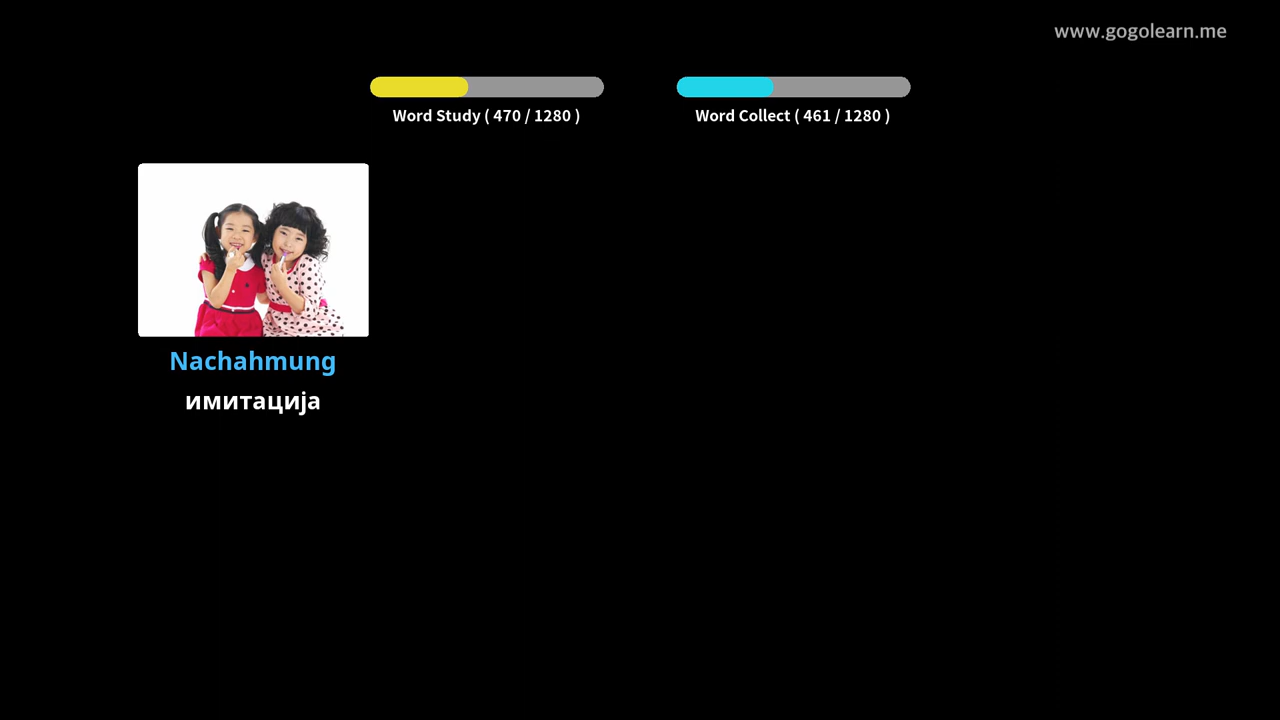 www.gogolearn.me
Word Study ( 470 / 1280 )
Word Collect ( 461 / 1280 )
Nachahmung
имитација